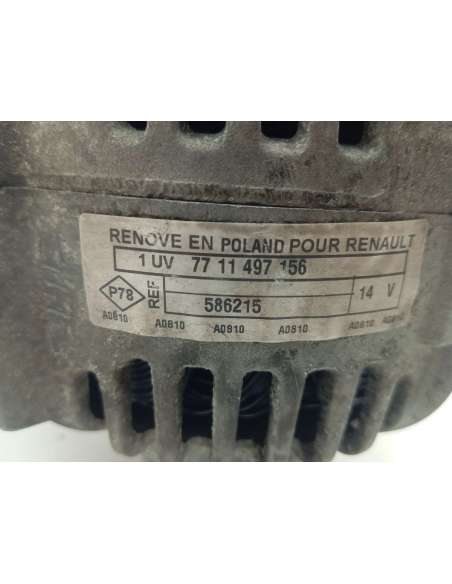 RENOVE EN POLAND POUR RENAULT
1 UV 77 11 497 156
P78 REF 586215 14 V
A0810 A0810 A0810 A0810 A0810 A0810